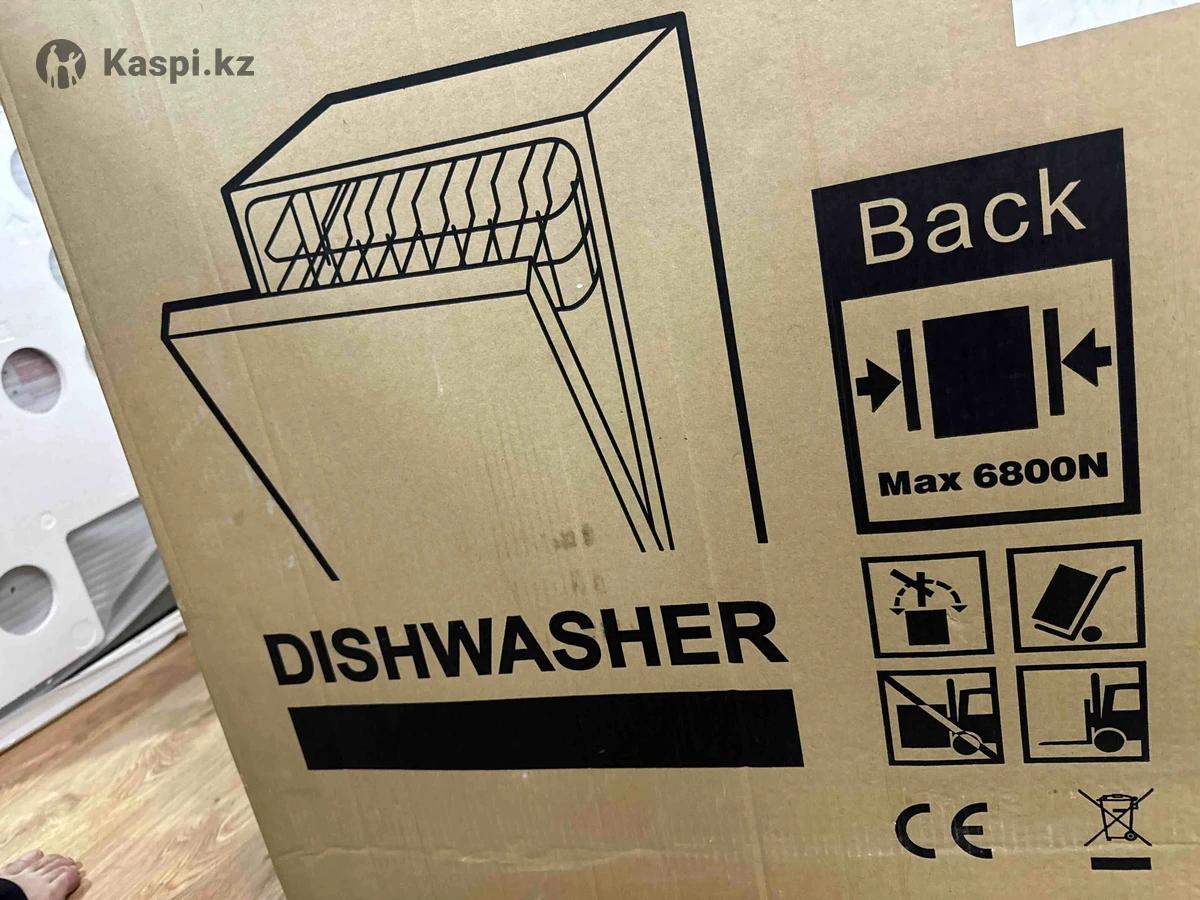 Kaspi.kz
Back
Max 6800N
DISHWASHER
CE